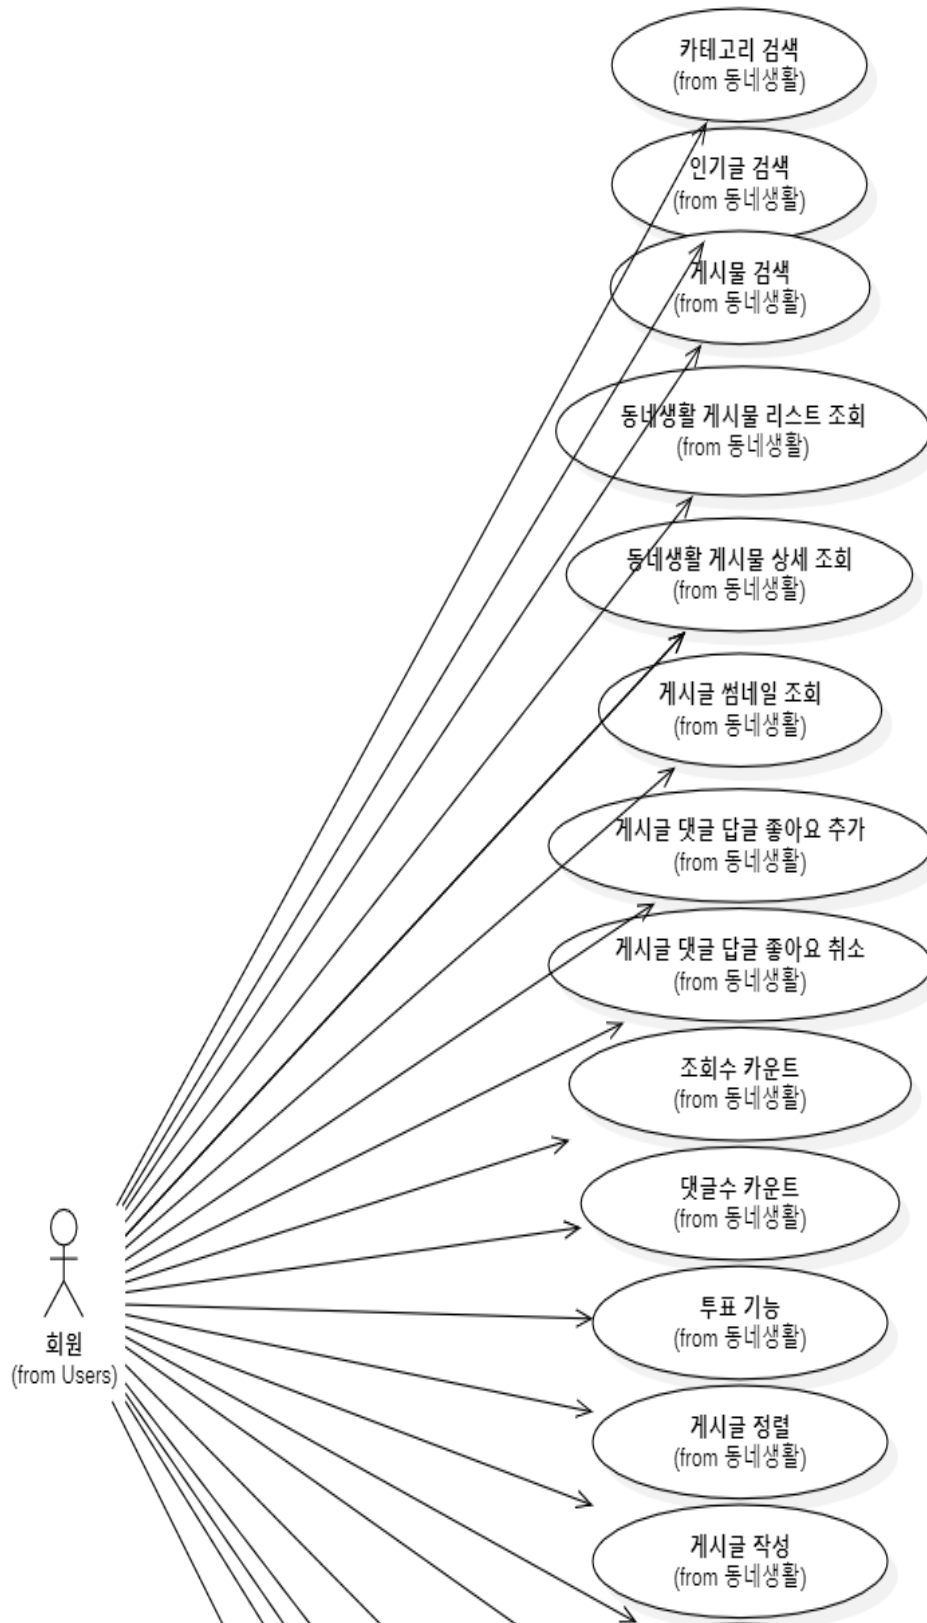 카테고리 검색
(from 동네생활)
인기글 검색
(from 동네생활)
게시물 검색
(from 동네생활)
동네생활 게시물 리스트 조회
(from 동네생활)
동네생활 게시물 상세 조회
(from 동네생활)
게시글 썸네일 조회
(from 동네생활)
게시글 댓글 답글 좋아요 추가
(from 동네생활)
게시글 댓글 답글 좋아요 취소
(from 동네생활)
조회수 카운트
(from 동네생활)
댓글수 카운트
(from 동네생활)
투표 기능
(from 동네생활)
회원
(from Users)
게시글 정렬
(from 동네생활)
게시글 작성
(from 동네생활)